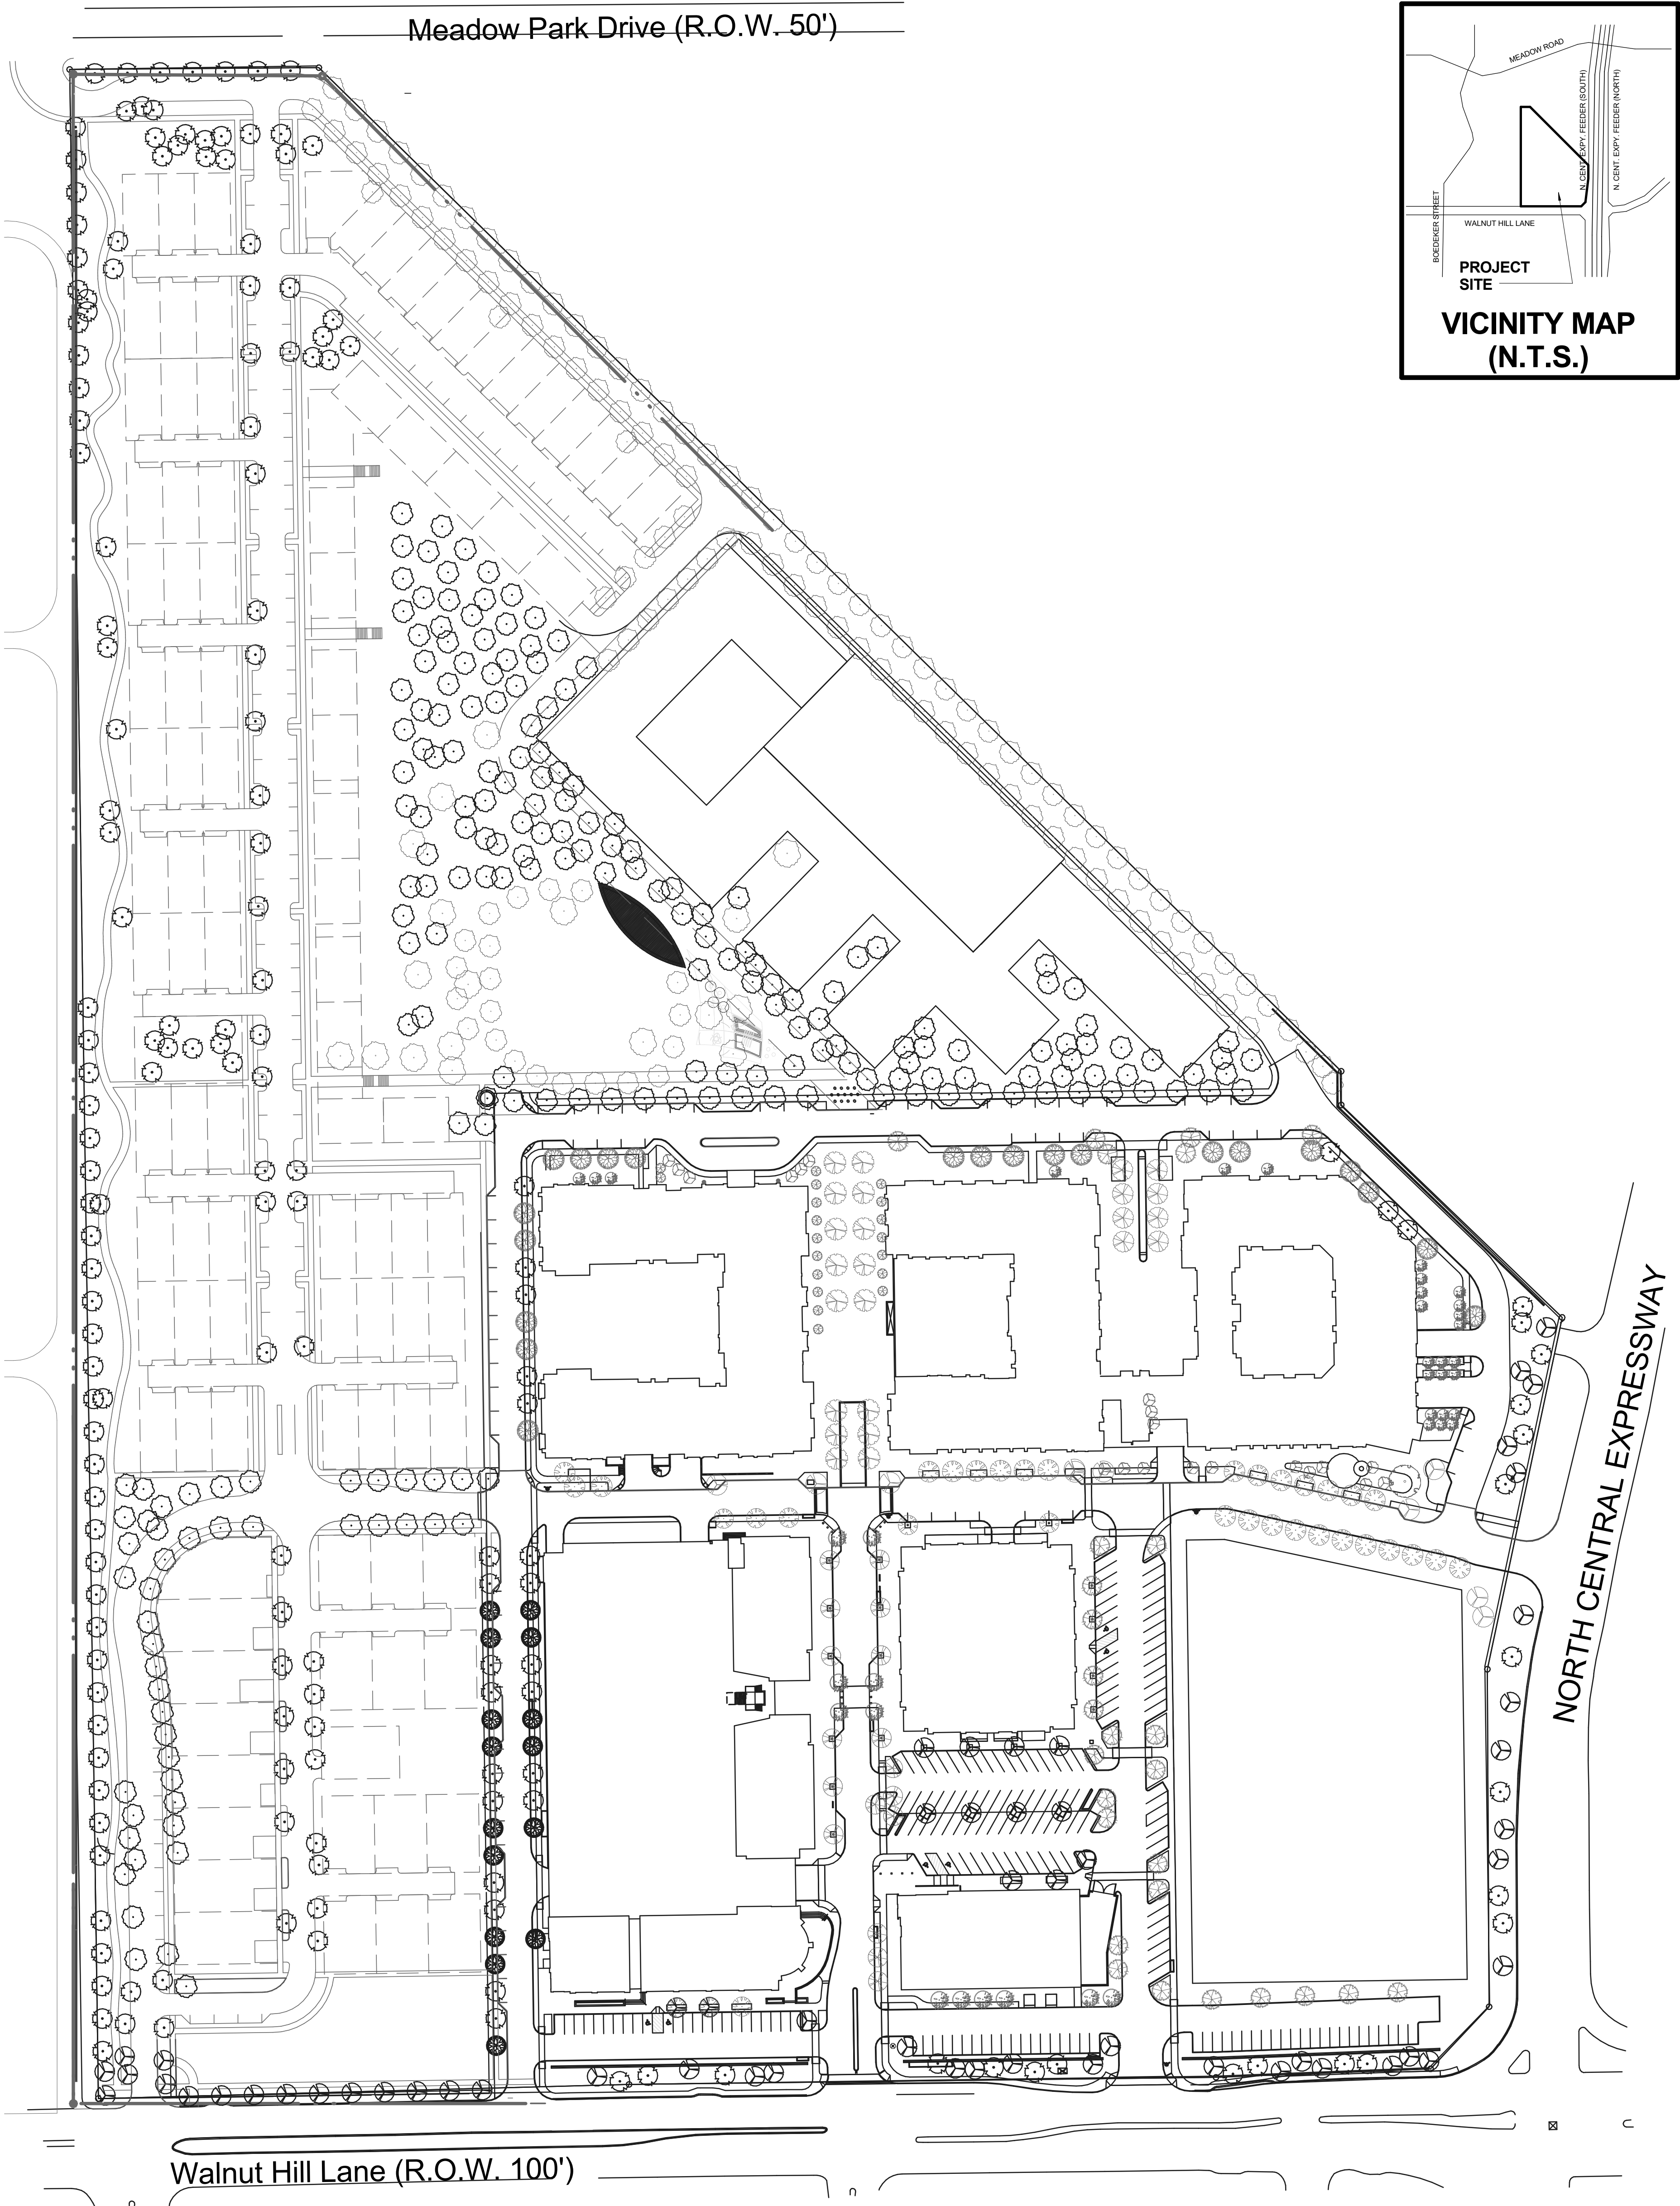 Meadow Park Drive (R.O.W. 50')
MEADOW ROAD
N. CENT. EXPY. FEEDER (SOUTH)
N. CENT. EXPY. FEEDER (NORTH)
BOEDEKER STREET
WALNUT HILL LANE
PROJECT
SITE
VICINITY MAP
(N.T.S.)
NORTH CENTRAL EXPRESSWAY
Walnut Hill Lane (R.O.W. 100')